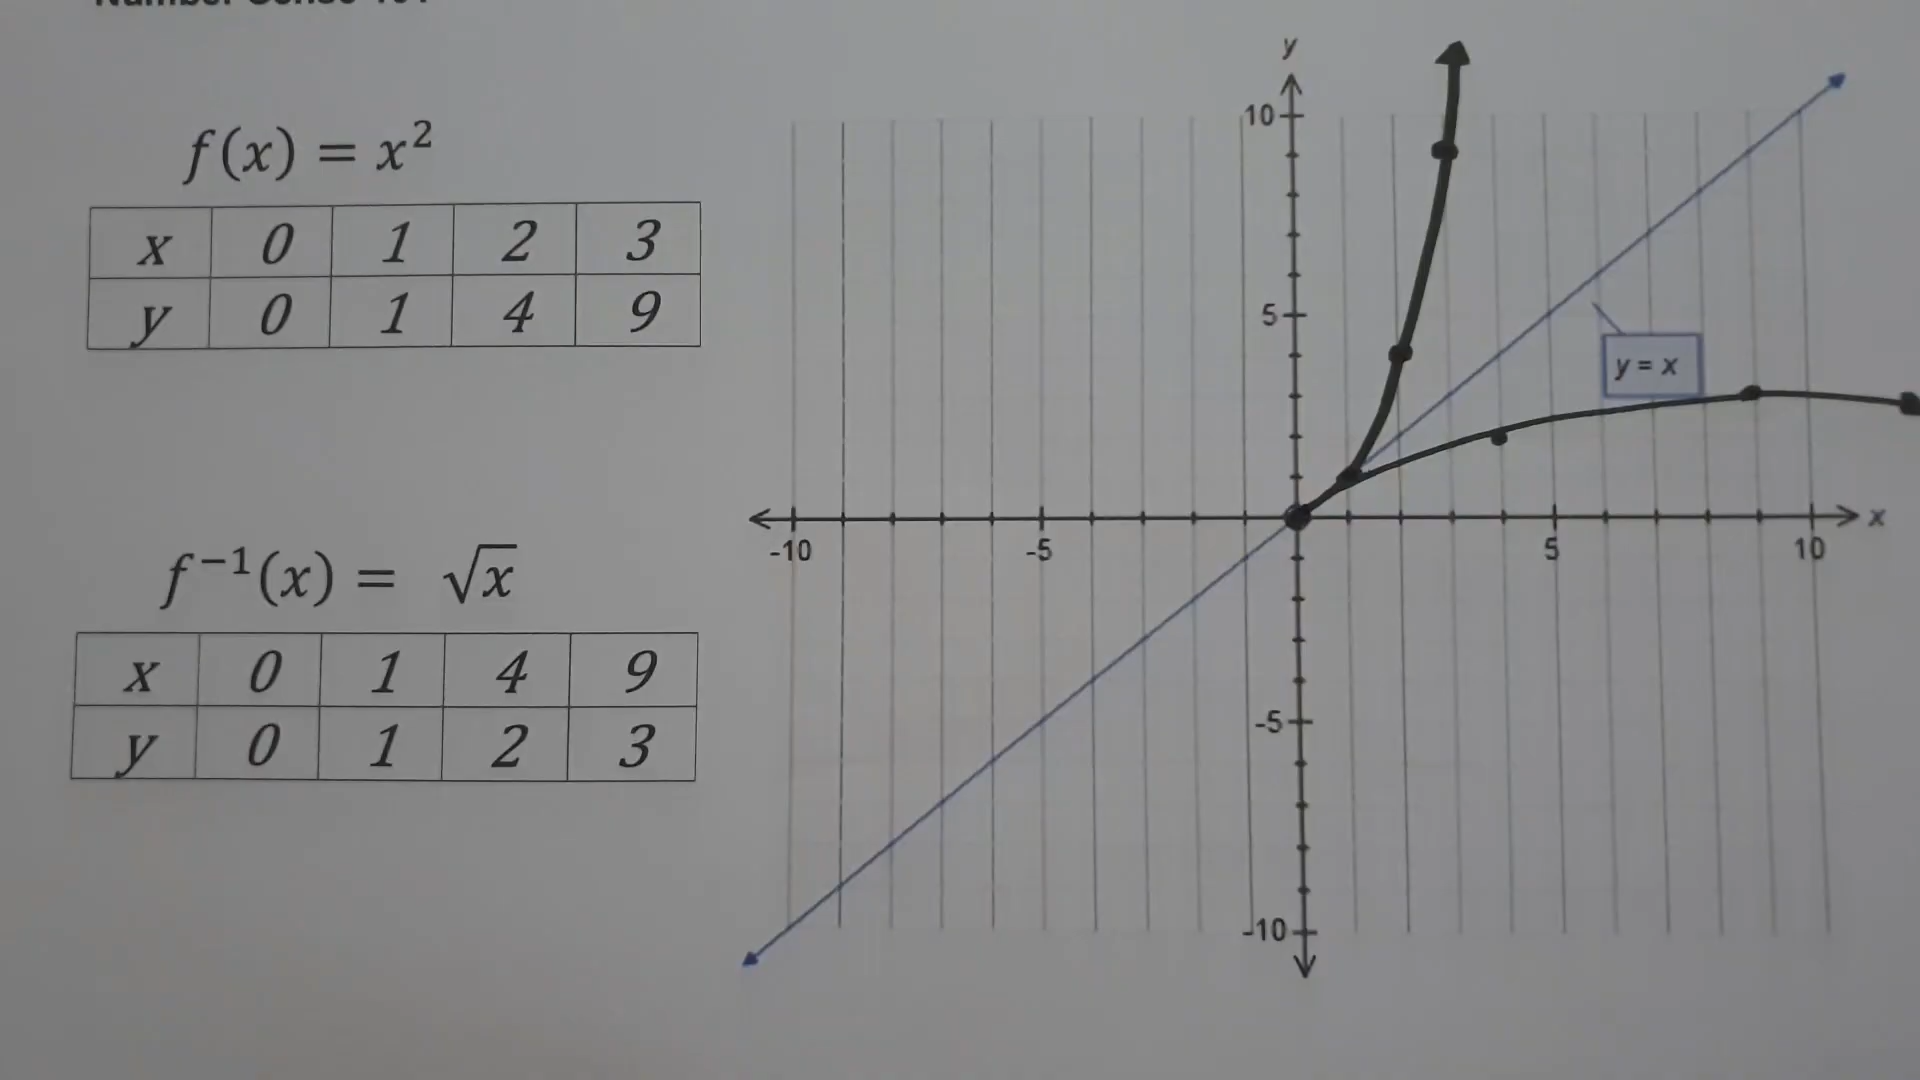 f(x) = x²
x 0 1 2 3
y 0 1 4 9
f⁻¹(x) = √x
x 0 1 4 9
y 0 1 2 3
y
10
5
y = x
x
-10 -5 5 10
-5
-10